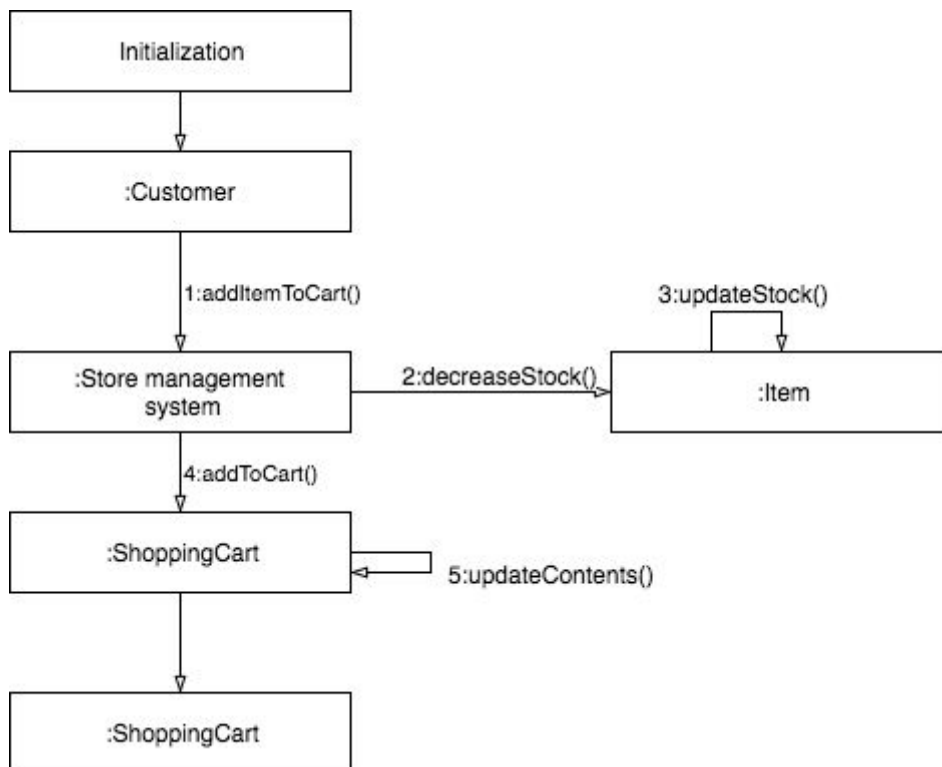 Initialization
:Customer
1:addItemToCart()
3:updateStock()
:Store management
system
2:decreaseStock()
:Item
4:addToCart()
:ShoppingCart
5:updateContents()
:ShoppingCart